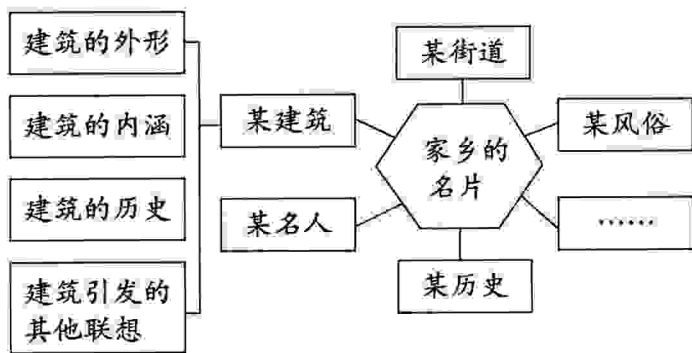 建筑的外形
建筑的内涵
建筑的历史
建筑引发的
其他联想
某建筑
某名人
某街道
家乡的
名片
某历史
某风俗
……